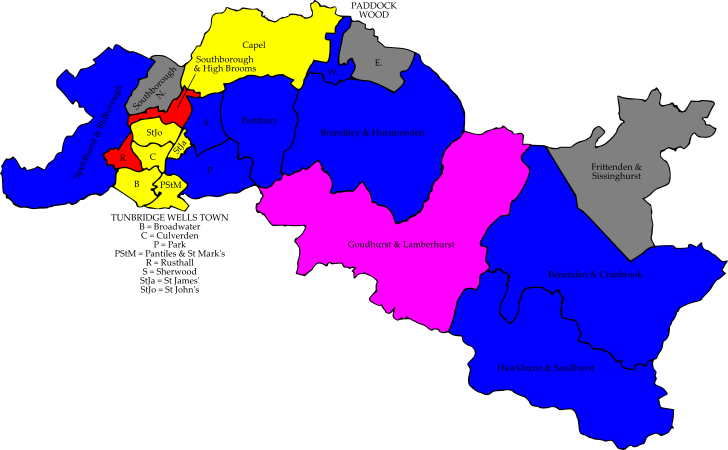 PADDOCK
WOOD
Capel
Southborough
& High Brooms
E.
W.
Southborough
N.
Speldhurst & Bidborough
S
Pembury
Brenchley & Horsmonden
StJo
StJa
C
R
P
B
PStM
Frittenden &
Sissinghurst
TUNBRIDGE WELLS TOWN
B = Broadwater
C = Culverden
P = Park
PStM = Pantiles & St Mark's
R = Rusthall
S = Sherwood
StJa = St James'
StJo = St John's
Goudhurst & Lamberhurst
Benenden & Cranbrook
Hawkhurst & Sandhurst